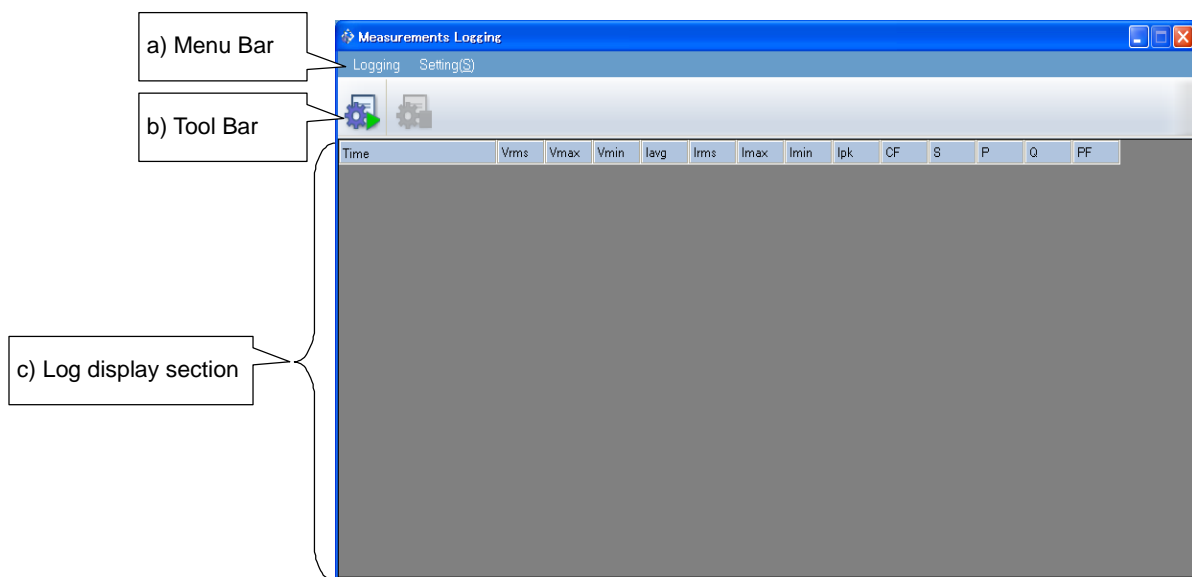 a) Menu Bar
Measurements Logging
Logging Setting(S)
b) Tool Bar
Time Vrms Vmax Vmin Iavg Irms Imax Imin Ipk CF S P Q PF
c) Log display section